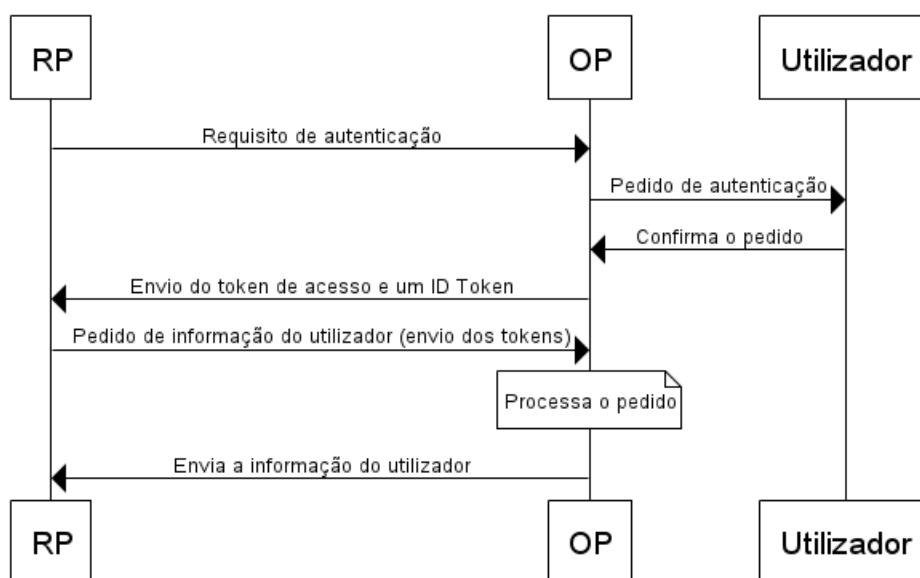 RP
OP
Utilizador
Requisito de autenticação
Pedido de autenticação
Confirma o pedido
Envio do token de acesso e um ID Token
Pedido de informação do utilizador (envio dos tokens)
Processa o pedido
Envia a informação do utilizador
RP
OP
Utilizador